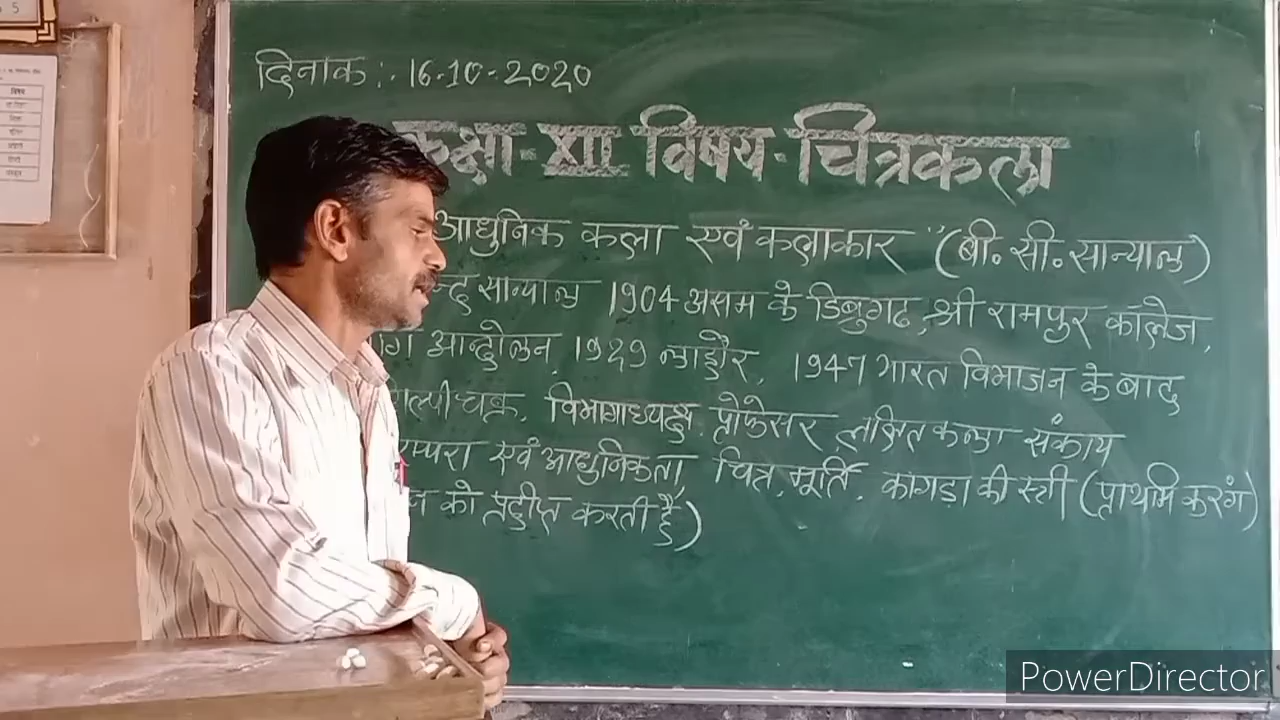 दिनाक :- 16-10-2020
कक्षा-XII विषय-चित्रकला
आधुनिक कला एवं कलाकार" (बी॰ सी॰ सान्याल)
न्द्र सान्याल 1904 असम के डिब्रुगढ, श्री रामपुर कॉलेज,
आन्दोलन, 1929 लाहौर, 1947 भारत विभाजन के बाद
शिल्पी चक्र, विभागाध्यक्ष, प्रोफेसर ललित कला संकाय
म्परा एवं आधुनिकता, चित्र, मूर्ति, कांगड़ा की स्त्री (प्राथमिक रंग)
को प्रदीप्त करती है)
विषय
PowerDirector